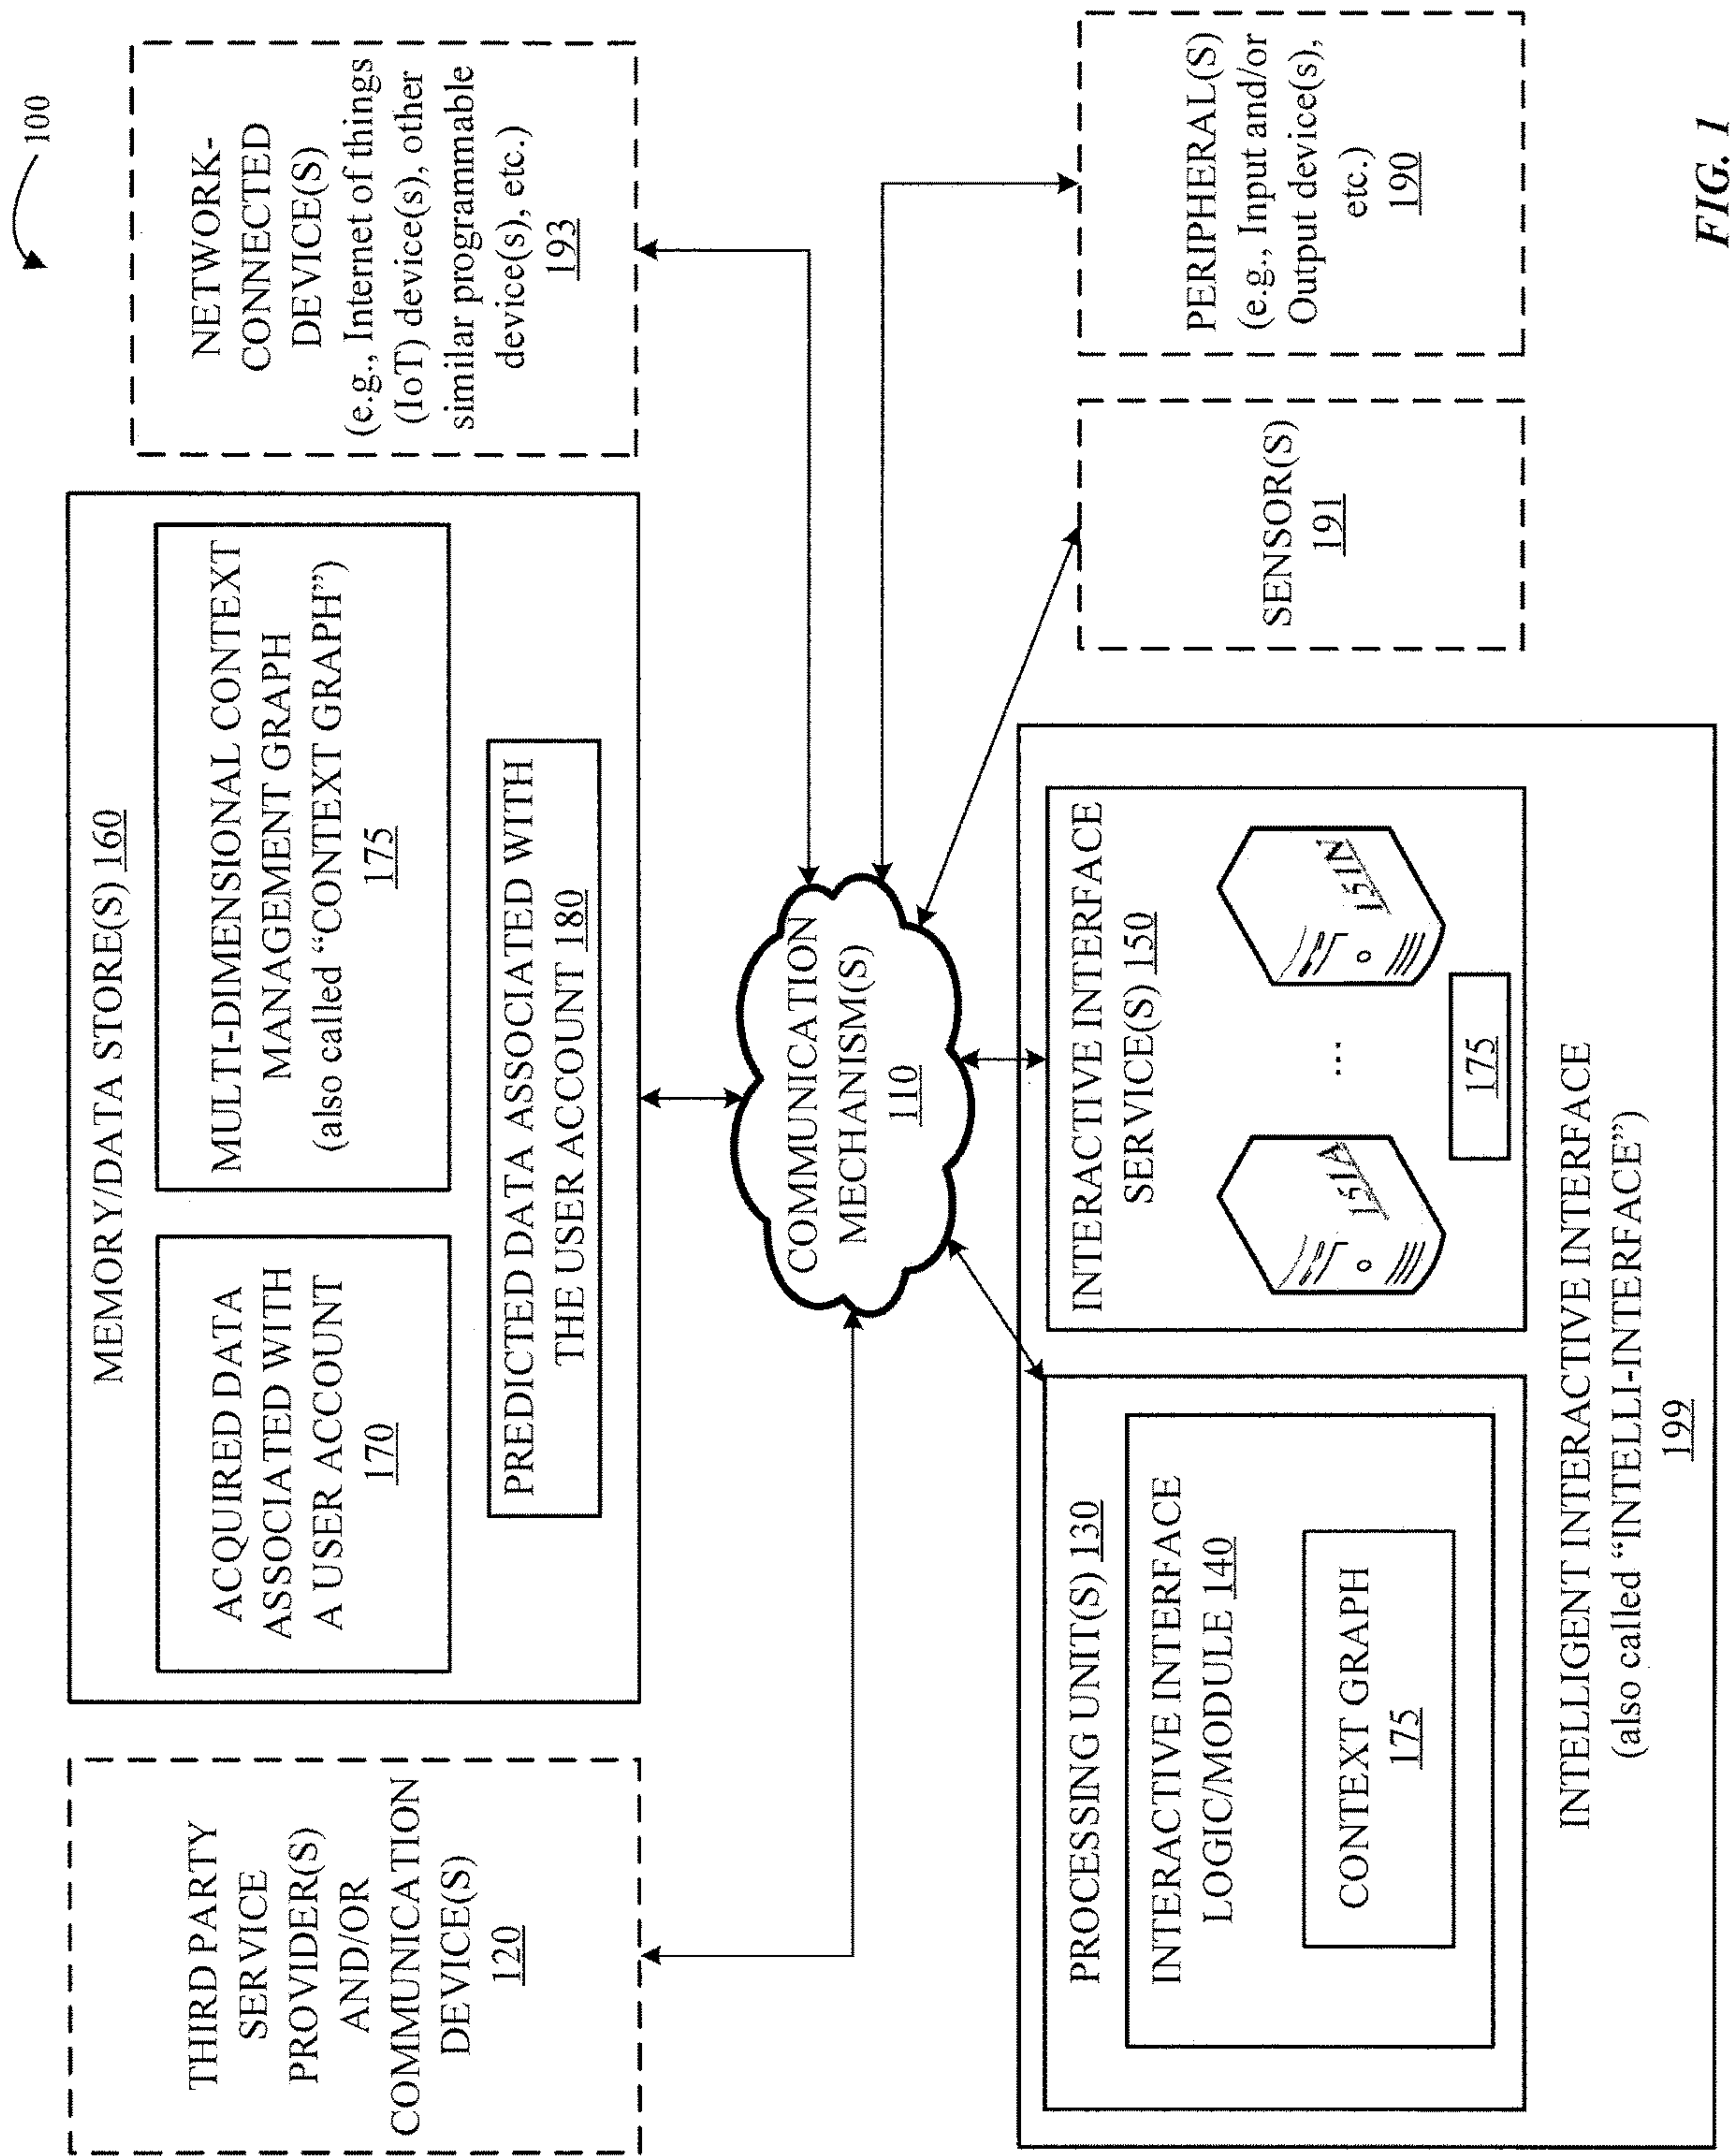 100
THIRD PARTY
SERVICE
PROVIDER(S)
AND/OR
COMMUNICATION
DEVICE(S)
120
MEMORY/DATA STORE(S) 160
ACQUIRED DATA
ASSOCIATED WITH
A USER ACCOUNT
170
MULTI-DIMENSIONAL CONTEXT
MANAGEMENT GRAPH
(also called “CONTEXT GRAPH”)
175
PREDICTED DATA ASSOCIATED WITH
THE USER ACCOUNT 180
NETWORK-
CONNECTED
DEVICE(S)
(e.g., Internet of things
(IoT) device(s), other
similar programmable
device(s), etc.)
193
COMMUNICATION
MECHANISM(S)
110
PROCESSING UNIT(S) 130
INTERACTIVE INTERFACE
LOGIC/MODULE 140
CONTEXT GRAPH
175
INTERACTIVE INTERFACE
SERVICE(S) 150
151A
...
151N
175
INTELLIGENT INTERACTIVE INTERFACE
(also called “INTELLI-INTERFACE”)
199
SENSOR(S)
191
PERIPHERAL(S)
(e.g., Input and/or
Output device(s),
etc.)
190
FIG. 1